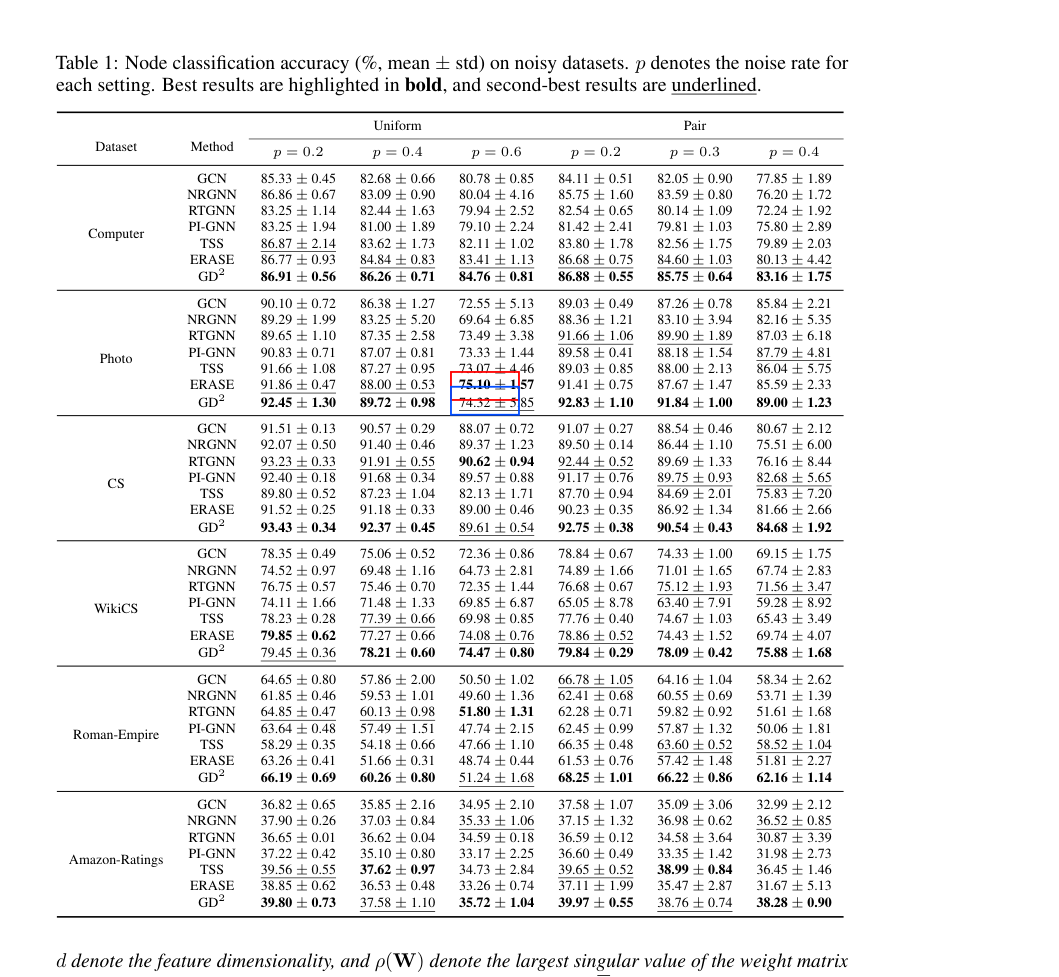 Table 1: Node classification accuracy (%, mean ± std) on noisy datasets. p denotes the noise rate for
each setting. Best results are highlighted in bold, and second-best results are underlined.
Dataset Method Uniform Pair
p = 0.2 p = 0.4 p = 0.6 p = 0.2 p = 0.3 p = 0.4
Computer
GCN 85.33 ± 0.45 82.68 ± 0.66 80.78 ± 0.85 84.11 ± 0.51 82.05 ± 0.90 77.85 ± 1.89
NRGNN 86.86 ± 0.67 83.09 ± 0.90 80.04 ± 4.16 85.75 ± 1.60 83.59 ± 0.80 76.20 ± 1.72
RTGNN 83.25 ± 1.14 82.44 ± 1.63 79.94 ± 2.52 82.54 ± 0.65 80.14 ± 1.09 72.24 ± 1.92
PI-GNN 83.25 ± 1.94 81.00 ± 1.89 79.10 ± 2.24 81.42 ± 2.41 79.81 ± 1.03 75.80 ± 2.89
TSS 86.87 ± 2.14 83.62 ± 1.73 82.11 ± 1.02 83.80 ± 1.78 82.56 ± 1.75 79.89 ± 2.03
ERASE 86.77 ± 0.93 84.84 ± 0.83 83.41 ± 1.13 86.68 ± 0.75 84.60 ± 1.03 80.13 ± 4.42
GD² 86.91 ± 0.56 86.26 ± 0.71 84.76 ± 0.81 86.88 ± 0.55 85.75 ± 0.64 83.16 ± 1.75
Photo
GCN 90.10 ± 0.72 86.38 ± 1.27 72.55 ± 5.13 89.03 ± 0.49 87.26 ± 0.78 85.84 ± 2.21
NRGNN 89.29 ± 1.99 83.25 ± 5.20 69.64 ± 6.85 88.36 ± 1.21 83.10 ± 3.94 82.16 ± 5.35
RTGNN 89.65 ± 1.10 87.35 ± 2.58 73.49 ± 3.38 91.66 ± 1.06 89.90 ± 1.89 87.03 ± 6.18
PI-GNN 90.83 ± 0.71 87.07 ± 0.81 73.33 ± 1.44 89.58 ± 0.41 88.18 ± 1.54 87.79 ± 4.81
TSS 91.66 ± 1.08 87.27 ± 0.95 73.07 ± 4.46 89.03 ± 0.85 88.00 ± 2.13 86.04 ± 5.75
ERASE 91.86 ± 0.47 88.00 ± 0.53 75.10 ± 1.57 91.41 ± 0.75 87.67 ± 1.47 85.59 ± 2.33
GD² 92.45 ± 1.30 89.72 ± 0.98 74.32 ± 5.85 92.83 ± 1.10 91.84 ± 1.00 89.00 ± 1.23
CS
GCN 91.51 ± 0.13 90.57 ± 0.29 88.07 ± 0.72 91.07 ± 0.27 88.54 ± 0.46 80.67 ± 2.12
NRGNN 92.07 ± 0.50 91.40 ± 0.46 89.37 ± 1.23 89.50 ± 0.14 86.44 ± 1.10 75.51 ± 6.00
RTGNN 93.23 ± 0.33 91.91 ± 0.55 90.62 ± 0.94 92.44 ± 0.52 89.69 ± 1.33 76.16 ± 8.44
PI-GNN 92.40 ± 0.18 91.68 ± 0.34 89.57 ± 0.88 91.17 ± 0.76 89.75 ± 0.93 82.68 ± 5.65
TSS 89.80 ± 0.52 87.23 ± 1.04 82.13 ± 1.71 87.70 ± 0.94 84.69 ± 2.01 75.83 ± 7.20
ERASE 91.52 ± 0.25 91.18 ± 0.33 89.00 ± 0.46 90.23 ± 0.35 86.92 ± 1.34 81.66 ± 2.66
GD² 93.43 ± 0.34 92.37 ± 0.45 89.61 ± 0.54 92.75 ± 0.38 90.54 ± 0.43 84.68 ± 1.92
WikiCS
GCN 78.35 ± 0.49 75.06 ± 0.52 72.36 ± 0.86 78.84 ± 0.67 74.33 ± 1.00 69.15 ± 1.75
NRGNN 74.52 ± 0.97 69.48 ± 1.16 64.73 ± 2.81 74.89 ± 1.66 71.01 ± 1.65 67.74 ± 2.83
RTGNN 76.75 ± 0.57 75.46 ± 0.70 72.35 ± 1.44 76.68 ± 0.67 75.12 ± 1.93 71.56 ± 3.47
PI-GNN 74.11 ± 1.66 71.48 ± 1.33 69.85 ± 6.87 65.05 ± 8.78 63.40 ± 7.91 59.28 ± 8.92
TSS 78.23 ± 0.28 77.39 ± 0.66 69.98 ± 0.85 77.76 ± 0.40 74.67 ± 1.03 65.43 ± 3.49
ERASE 79.85 ± 0.62 77.27 ± 0.66 74.08 ± 0.76 78.86 ± 0.52 74.43 ± 1.52 69.74 ± 4.07
GD² 79.45 ± 0.36 78.21 ± 0.60 74.47 ± 0.80 79.84 ± 0.29 78.09 ± 0.42 75.88 ± 1.68
Roman-Empire
GCN 64.65 ± 0.80 57.86 ± 2.00 50.50 ± 1.02 66.78 ± 1.05 64.16 ± 1.04 58.34 ± 2.62
NRGNN 61.85 ± 0.46 59.53 ± 1.01 49.60 ± 1.36 62.41 ± 0.68 60.55 ± 0.69 53.71 ± 1.39
RTGNN 64.85 ± 0.47 60.13 ± 0.98 51.80 ± 1.31 62.28 ± 0.71 59.82 ± 0.92 51.61 ± 1.68
PI-GNN 63.64 ± 0.48 57.49 ± 1.51 47.74 ± 2.15 62.45 ± 0.99 57.87 ± 1.32 50.06 ± 1.81
TSS 58.29 ± 0.35 54.18 ± 0.66 47.66 ± 1.10 66.35 ± 0.48 63.60 ± 0.52 58.52 ± 1.04
ERASE 63.26 ± 0.41 51.66 ± 0.31 48.74 ± 0.44 61.53 ± 0.76 57.42 ± 1.48 51.81 ± 2.27
GD² 66.19 ± 0.69 60.26 ± 0.80 51.24 ± 1.68 68.25 ± 1.01 66.22 ± 0.86 62.16 ± 1.14
Amazon-Ratings
GCN 36.82 ± 0.65 35.85 ± 2.16 34.95 ± 2.10 37.58 ± 1.07 35.09 ± 3.06 32.99 ± 2.12
NRGNN 37.90 ± 0.26 37.03 ± 0.84 35.33 ± 1.06 37.15 ± 1.32 36.98 ± 0.62 36.52 ± 0.85
RTGNN 36.65 ± 0.01 36.62 ± 0.04 34.59 ± 0.18 36.59 ± 0.12 34.58 ± 3.64 30.87 ± 3.39
PI-GNN 37.22 ± 0.42 35.10 ± 0.80 33.17 ± 2.25 36.60 ± 0.49 33.35 ± 1.42 31.98 ± 2.73
TSS 39.56 ± 0.55 37.62 ± 0.97 34.73 ± 2.84 39.65 ± 0.52 38.99 ± 0.84 36.45 ± 1.46
ERASE 38.85 ± 0.62 36.53 ± 0.48 33.26 ± 0.74 37.11 ± 1.99 35.47 ± 2.87 31.67 ± 5.13
GD² 39.80 ± 0.73 37.58 ± 1.10 35.72 ± 1.04 39.97 ± 0.55 38.76 ± 0.74 38.28 ± 0.90
d denote the feature dimensionality, and ρ(W) denote the largest singular value of the weight matrix